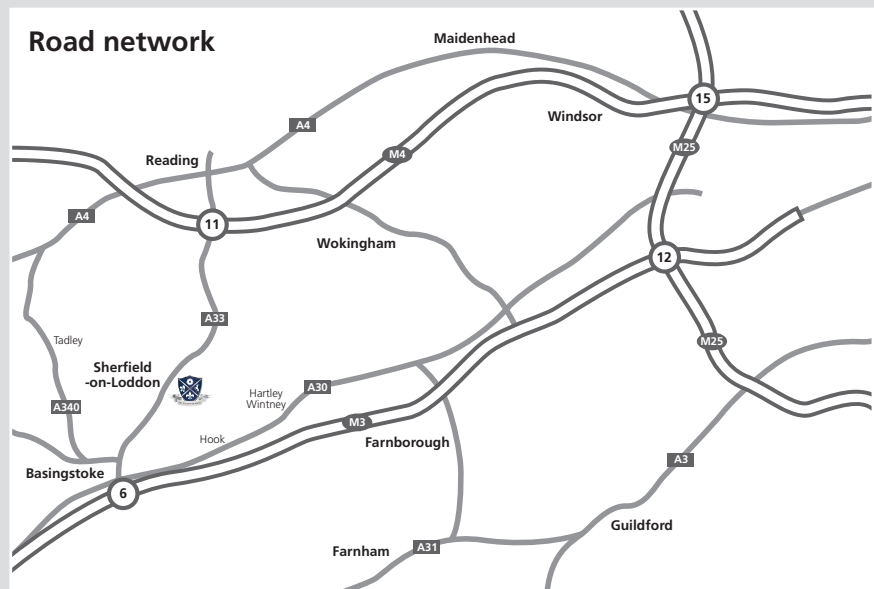 Road network
Maidenhead
15
Windsor
A4
M4
M25
Reading
A4
11
Wokingham
12
A33
Tadley
M25
Sherfield
-on-Loddon
A340
Hartley
Wintney
A30
M3
Hook
Farnborough
A3
Basingstoke
6
Guildford
Farnham
A31